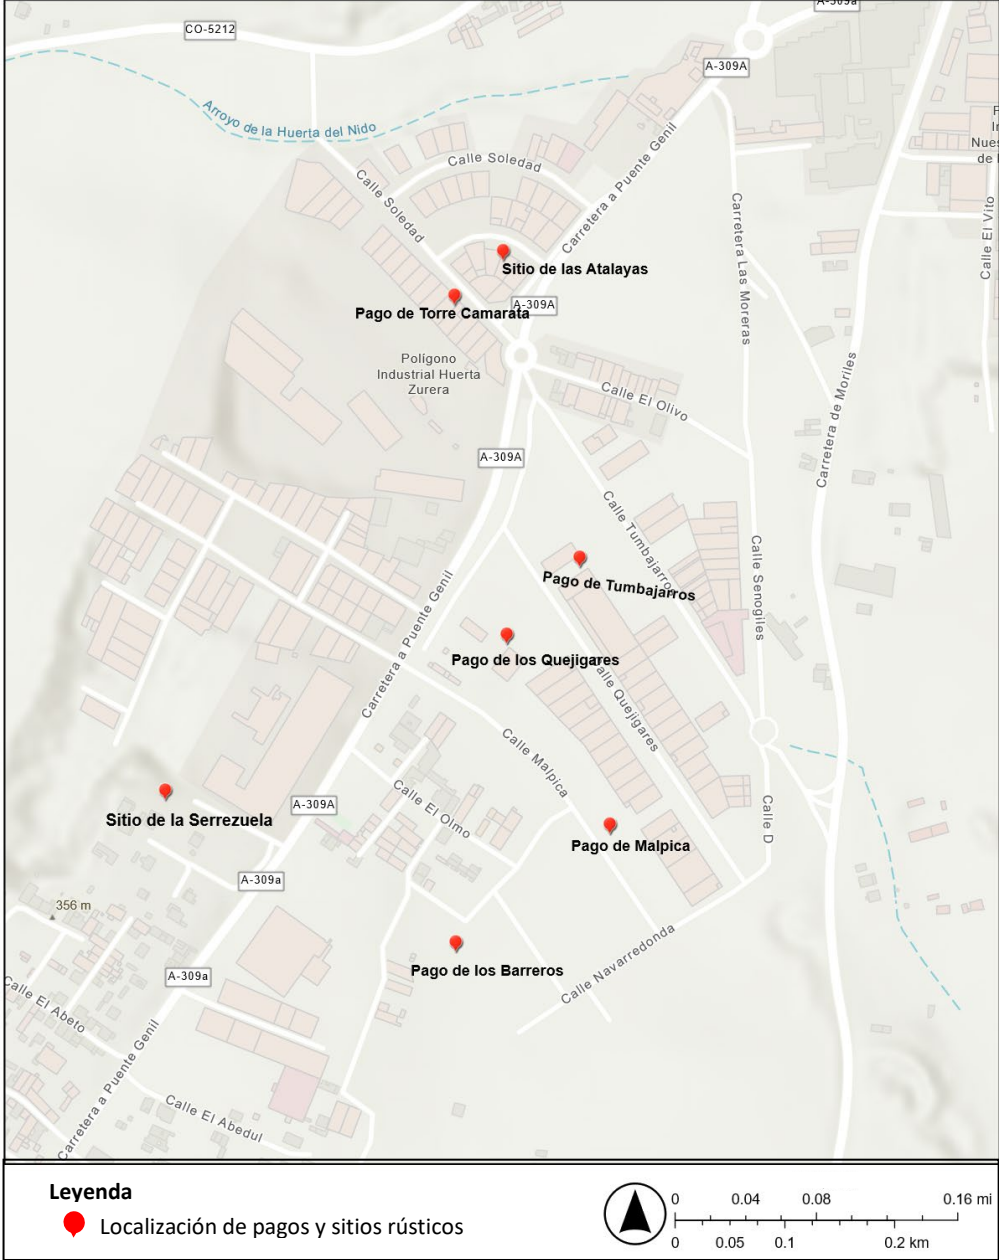 A-309a
CO-5212
A-309A
Arroyo de la Huerta del Nido
Calle Soledad
Calle Soledad
Carretera a Puente Genil
Nues
de
Calle El Vito
Carretera Las Moreras
Sitio de las Atalayas
A-309A
Pago de Torre Camarata
Polígono
Industrial Huerta
Zurera
Calle El Olivo
Carretera de Moriles
A-309A
Calle Tumbajarros
Calle Senogiles
Pago de Tumbajarros
Carretera a Puente Genil
Pago de los Quejigares
Calle Quejigares
Calle Malpica
Sitio de la Serrezuela
A-309A
Calle El Olmo
Calle D
Pago de Malpica
A-309a
356 m
Pago de los Barreros
Calle Navarredonda
A-309a
Calle El Abeto
Carretera a Puente Genil
Calle El Abedul
Leyenda
Localización de pagos y sitios rústicos
0 0.04 0.08 0.16 mi
0 0.05 0.1 0.2 km